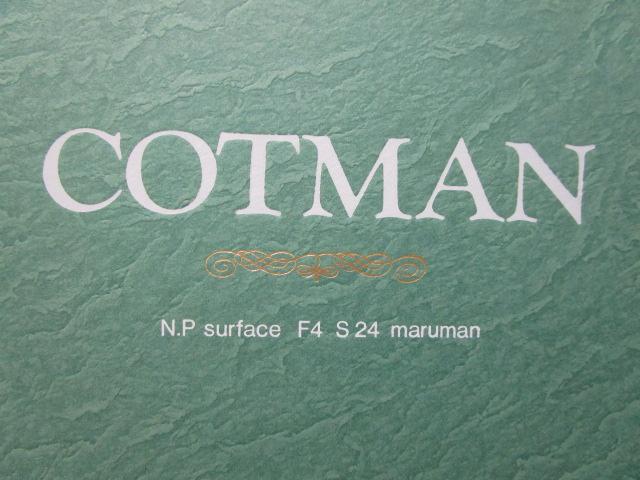 COTMAN
N.P surface F4 S 24 maruman